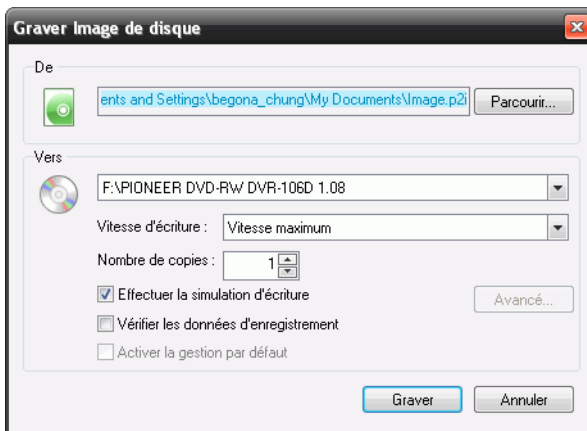 Graver Image de disque
De
ents and Settings\begona_chung\My Documents\Image.p2i
Parcourir...
Vers
F:\PIONEER DVD-RW DVR-106D 1.08
Vitesse d'écriture : Vitesse maximum
Nombre de copies : 1
Effectuer la simulation d'écriture
Avancé...
Vérifier les données d'enregistrement
Activer la gestion par défaut
Graver Annuler